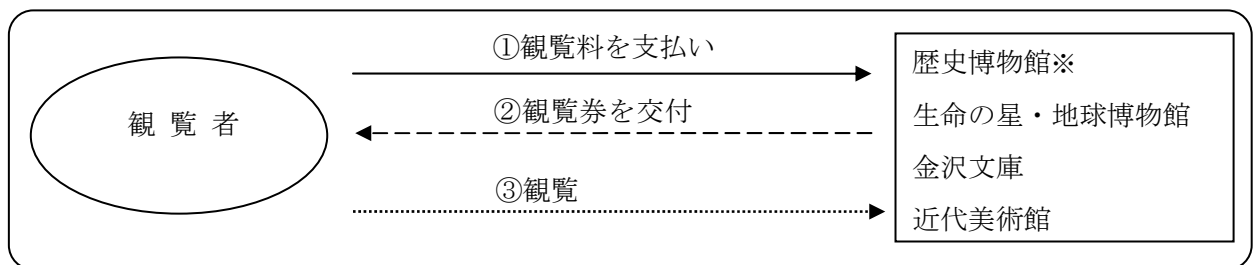 ①観覧料を支払い
②観覧券を交付
③観覧
観 覧 者
歴史博物館※
生命の星・地球博物館
金沢文庫
近代美術館